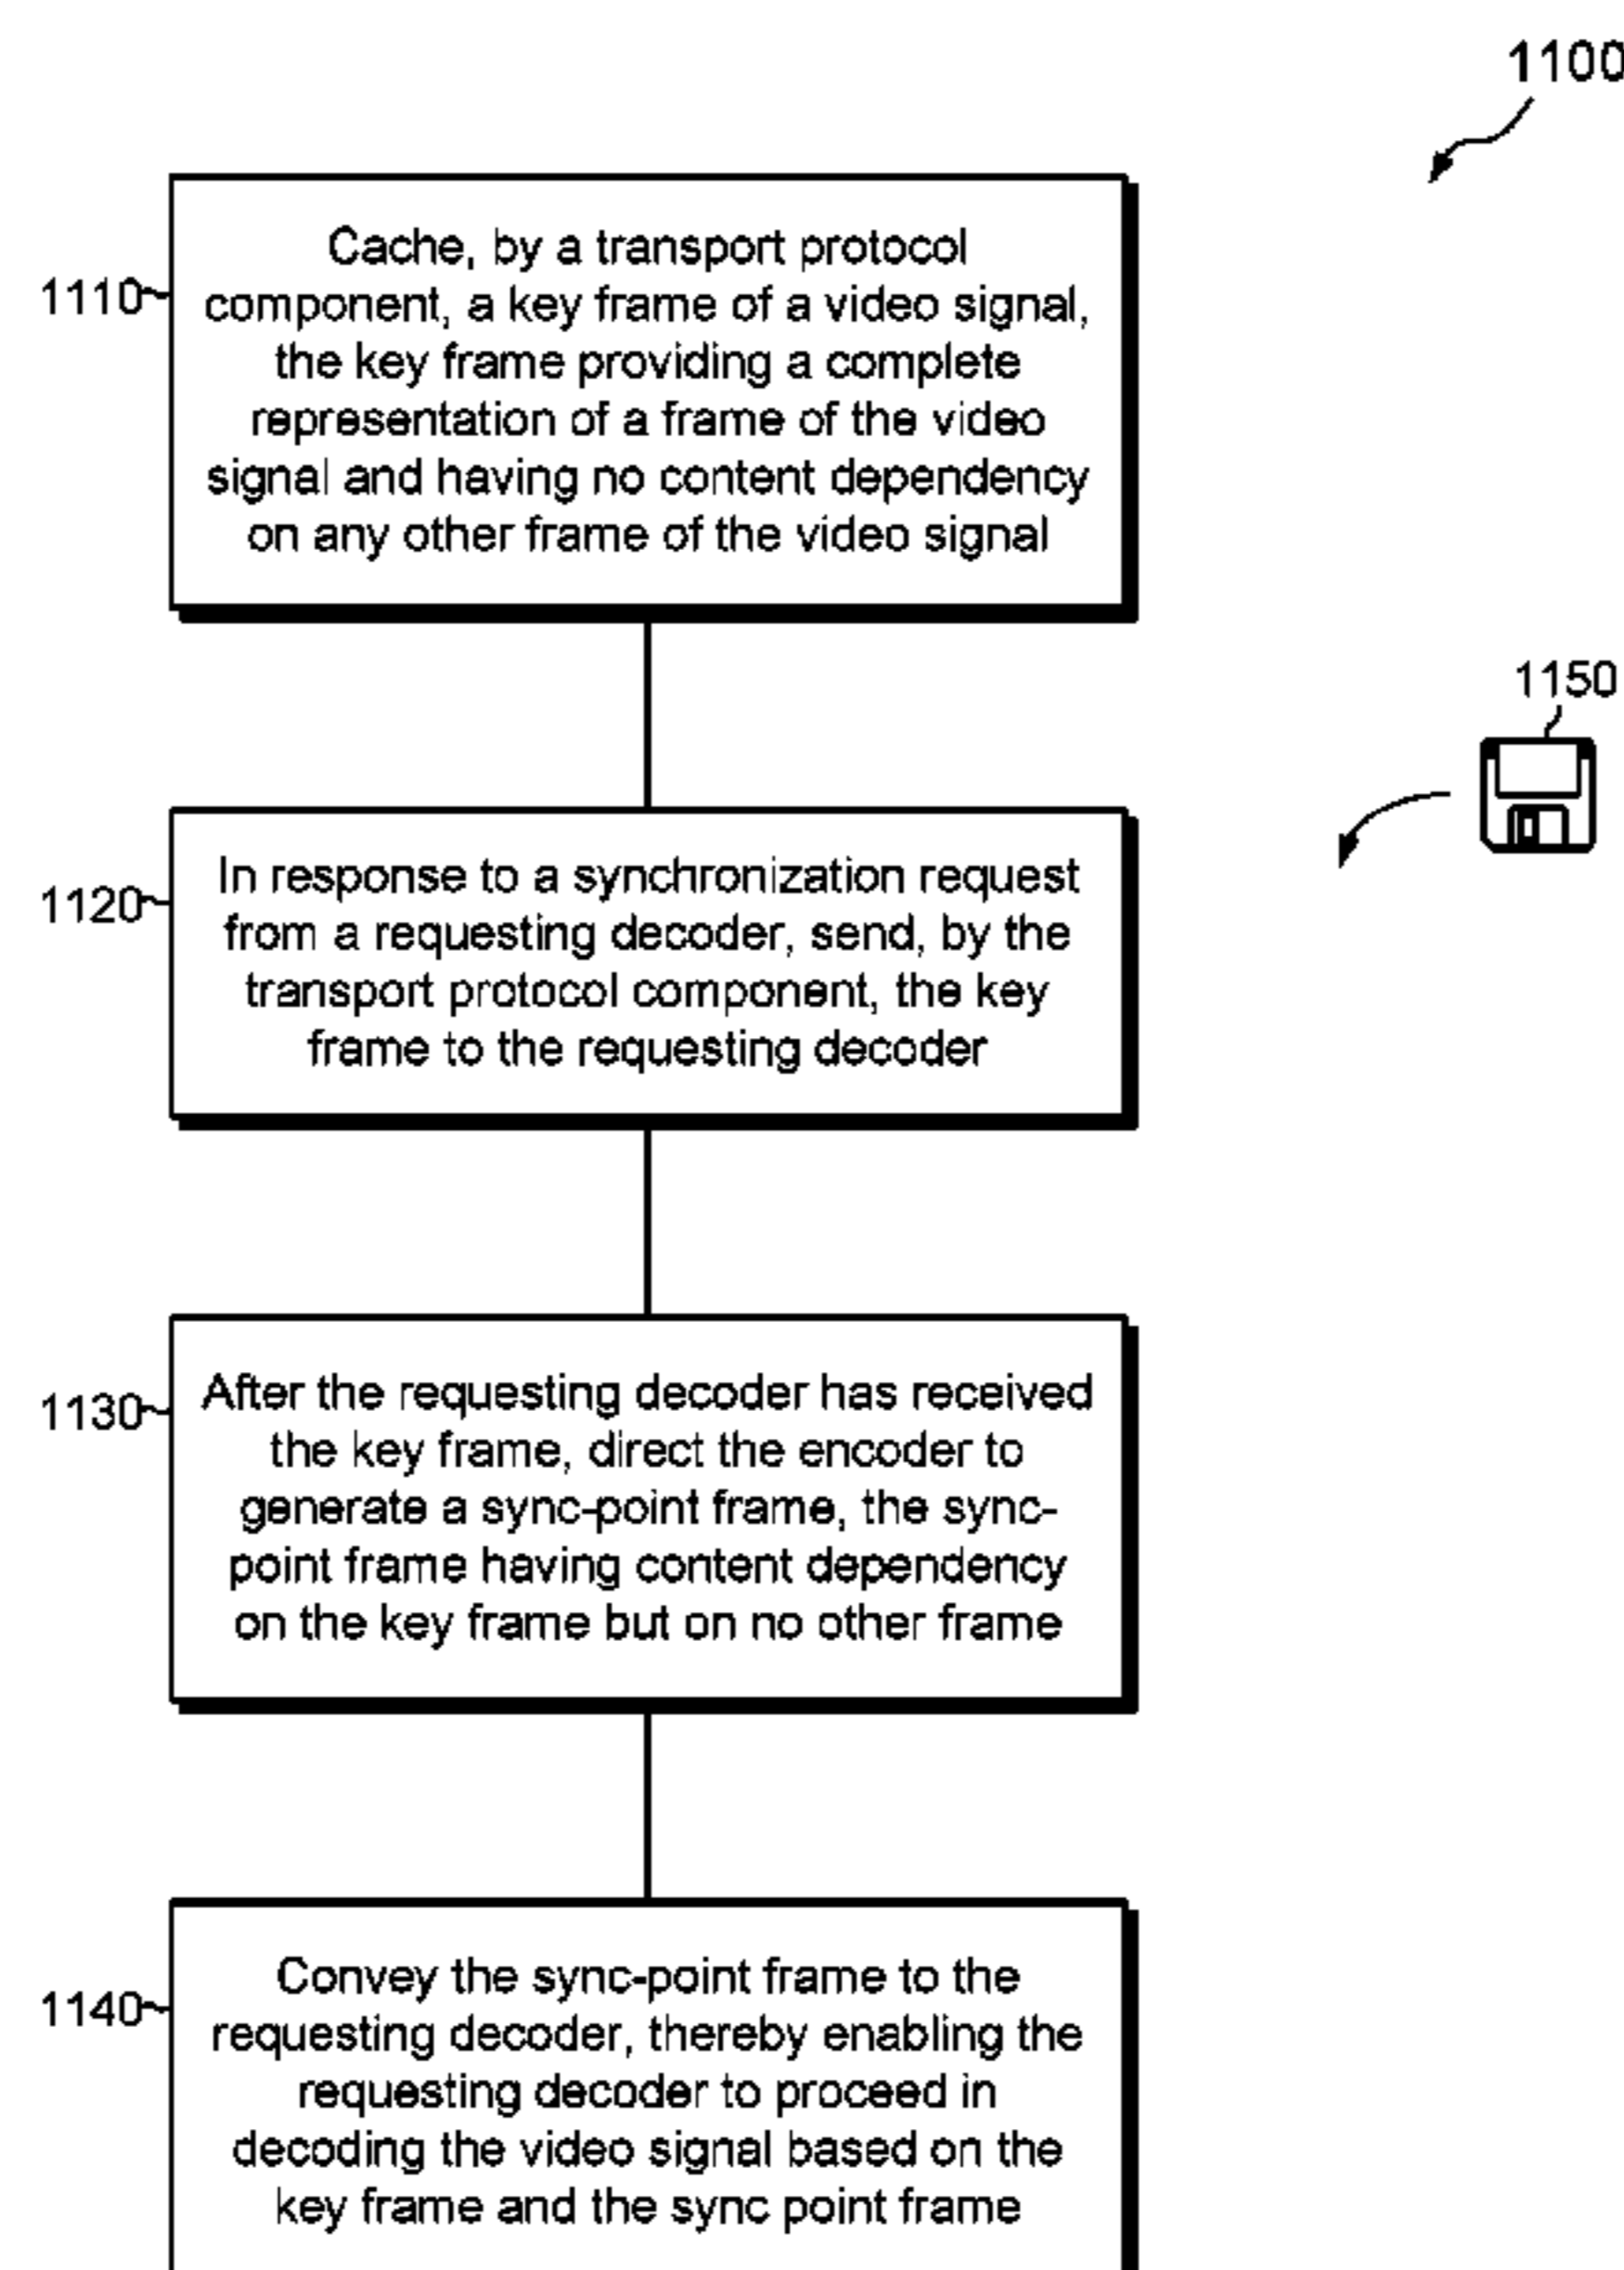 1100
1110
Cache, by a transport protocol
component, a key frame of a video signal,
the key frame providing a complete
representation of a frame of the video
signal and having no content dependency
on any other frame of the video signal
1150
1120
In response to a synchronization request
from a requesting decoder, send, by the
transport protocol component, the key
frame to the requesting decoder
1130
After the requesting decoder has received
the key frame, direct the encoder to
generate a sync-point frame, the sync-
point frame having content dependency
on the key frame but on no other frame
1140
Convey the sync-point frame to the
requesting decoder, thereby enabling the
requesting decoder to proceed in
decoding the video signal based on the
key frame and the sync point frame